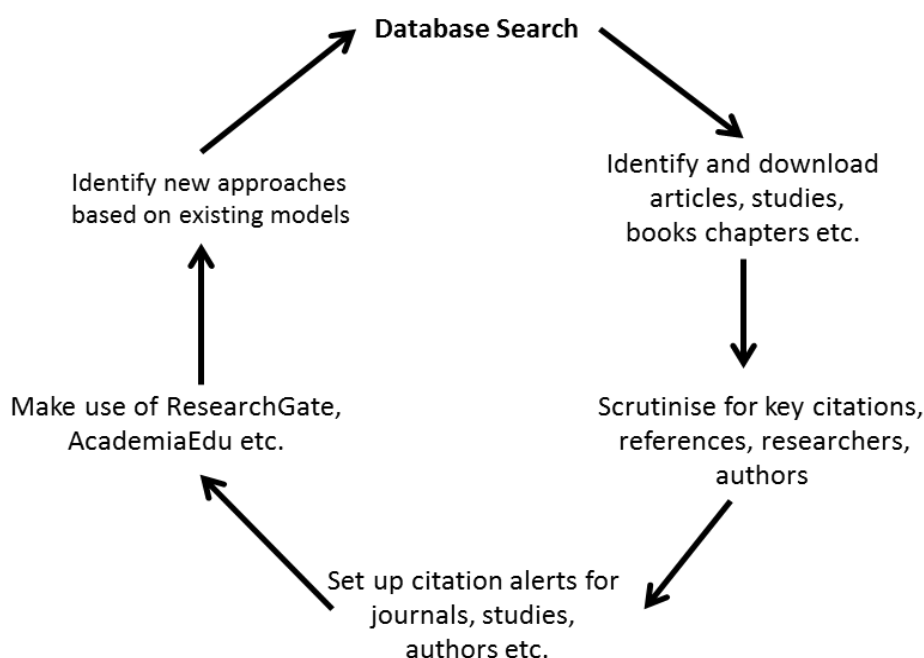 Database Search
Identify and download
articles, studies,
books chapters etc.
Scrutinise for key citations,
references, researchers,
authors
Set up citation alerts for
journals, studies,
authors etc.
Make use of ResearchGate,
AcademiaEdu etc.
Identify new approaches
based on existing models